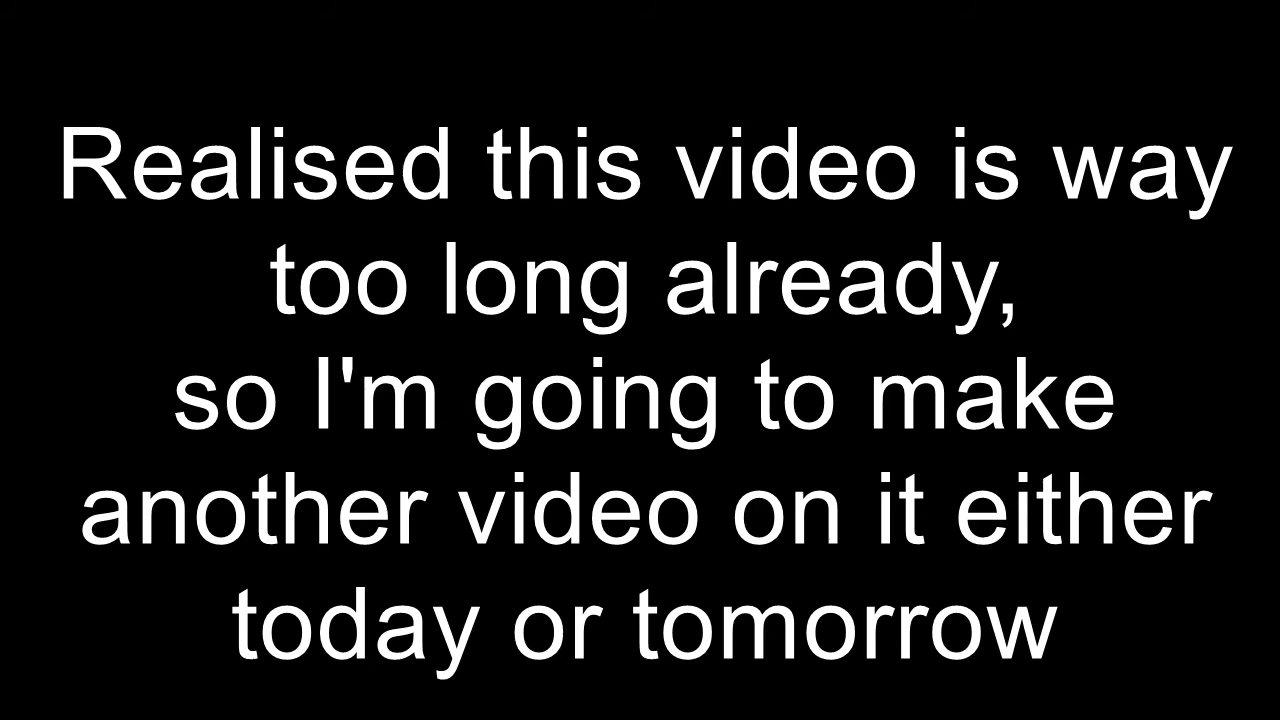 Realised this video is way
too long already,
so I'm going to make
another video on it either
today or tomorrow